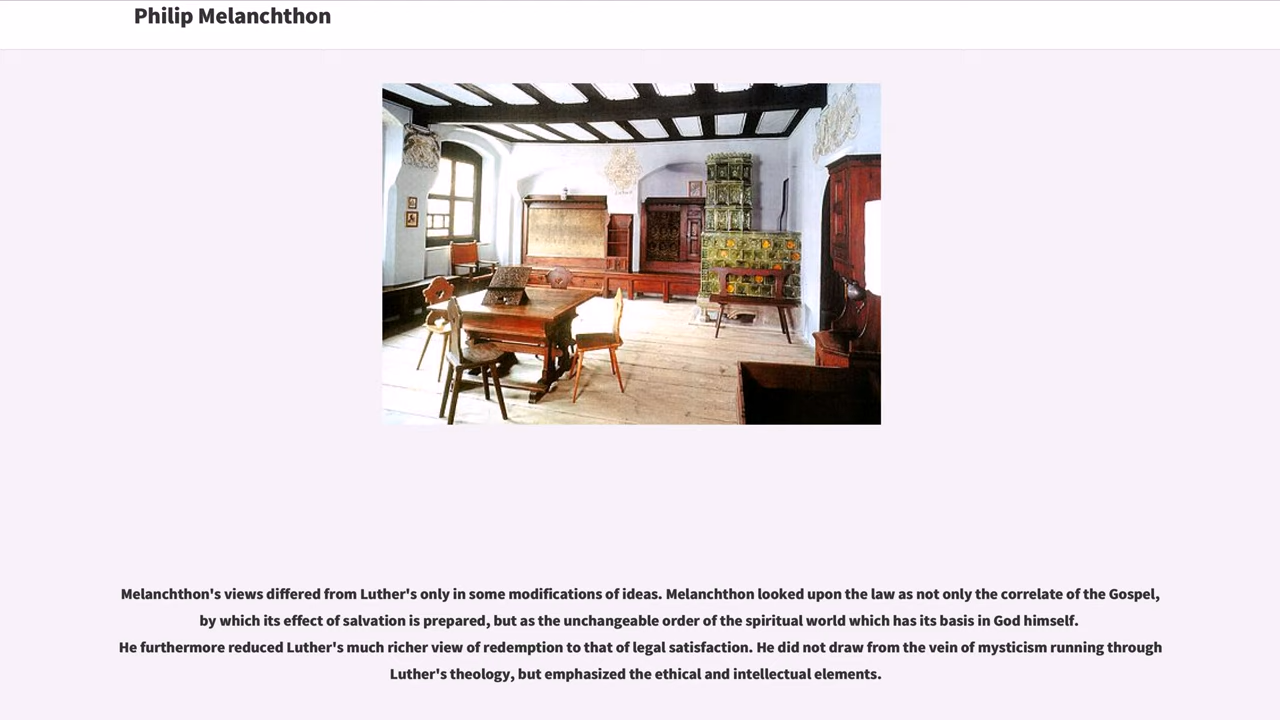 Philip Melanchthon
Melanchthon's views differed from Luther's only in some modifications of ideas. Melanchthon looked upon the law as not only the correlate of the Gospel,
by which its effect of salvation is prepared, but as the unchangeable order of the spiritual world which has its basis in God himself.
He furthermore reduced Luther's much richer view of redemption to that of legal satisfaction. He did not draw from the vein of mysticism running through
Luther's theology, but emphasized the ethical and intellectual elements.